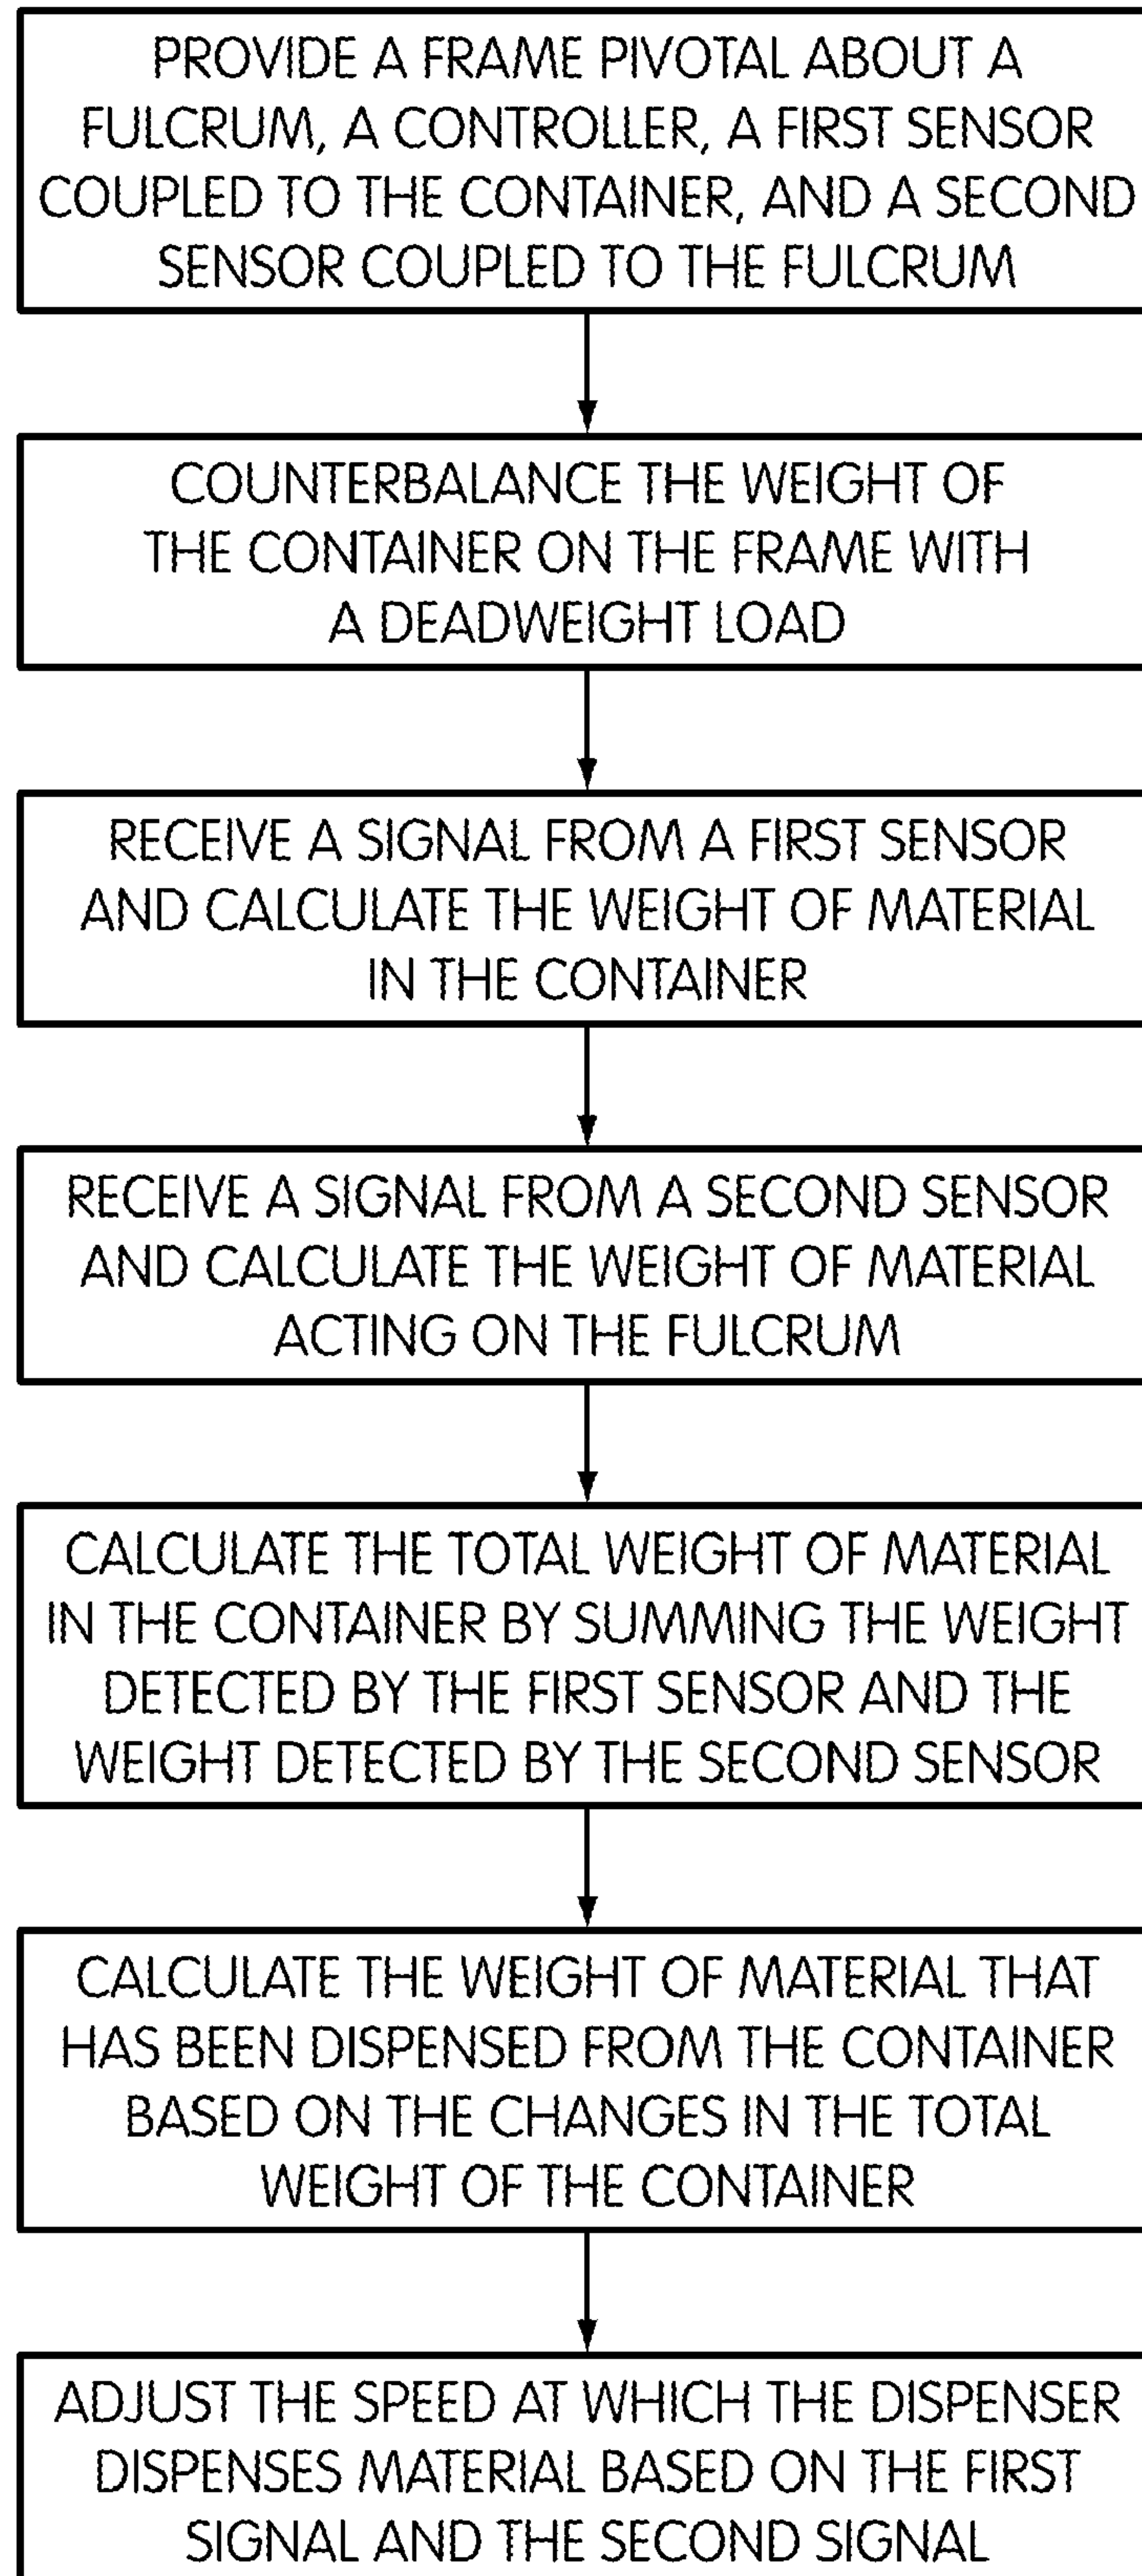 PROVIDE A FRAME PIVOTAL ABOUT A
FULCRUM, A CONTROLLER, A FIRST SENSOR
COUPLED TO THE CONTAINER, AND A SECOND
SENSOR COUPLED TO THE FULCRUM
COUNTERBALANCE THE WEIGHT OF
THE CONTAINER ON THE FRAME WITH
A DEADWEIGHT LOAD
RECEIVE A SIGNAL FROM A FIRST SENSOR
AND CALCULATE THE WEIGHT OF MATERIAL
IN THE CONTAINER
RECEIVE A SIGNAL FROM A SECOND SENSOR
AND CALCULATE THE WEIGHT OF MATERIAL
ACTING ON THE FULCRUM
CALCULATE THE TOTAL WEIGHT OF MATERIAL
IN THE CONTAINER BY SUMMING THE WEIGHT
DETECTED BY THE FIRST SENSOR AND THE
WEIGHT DETECTED BY THE SECOND SENSOR
CALCULATE THE WEIGHT OF MATERIAL THAT
HAS BEEN DISPENSED FROM THE CONTAINER
BASED ON THE CHANGES IN THE TOTAL
WEIGHT OF THE CONTAINER
ADJUST THE SPEED AT WHICH THE DISPENSER
DISPENSES MATERIAL BASED ON THE FIRST
SIGNAL AND THE SECOND SIGNAL